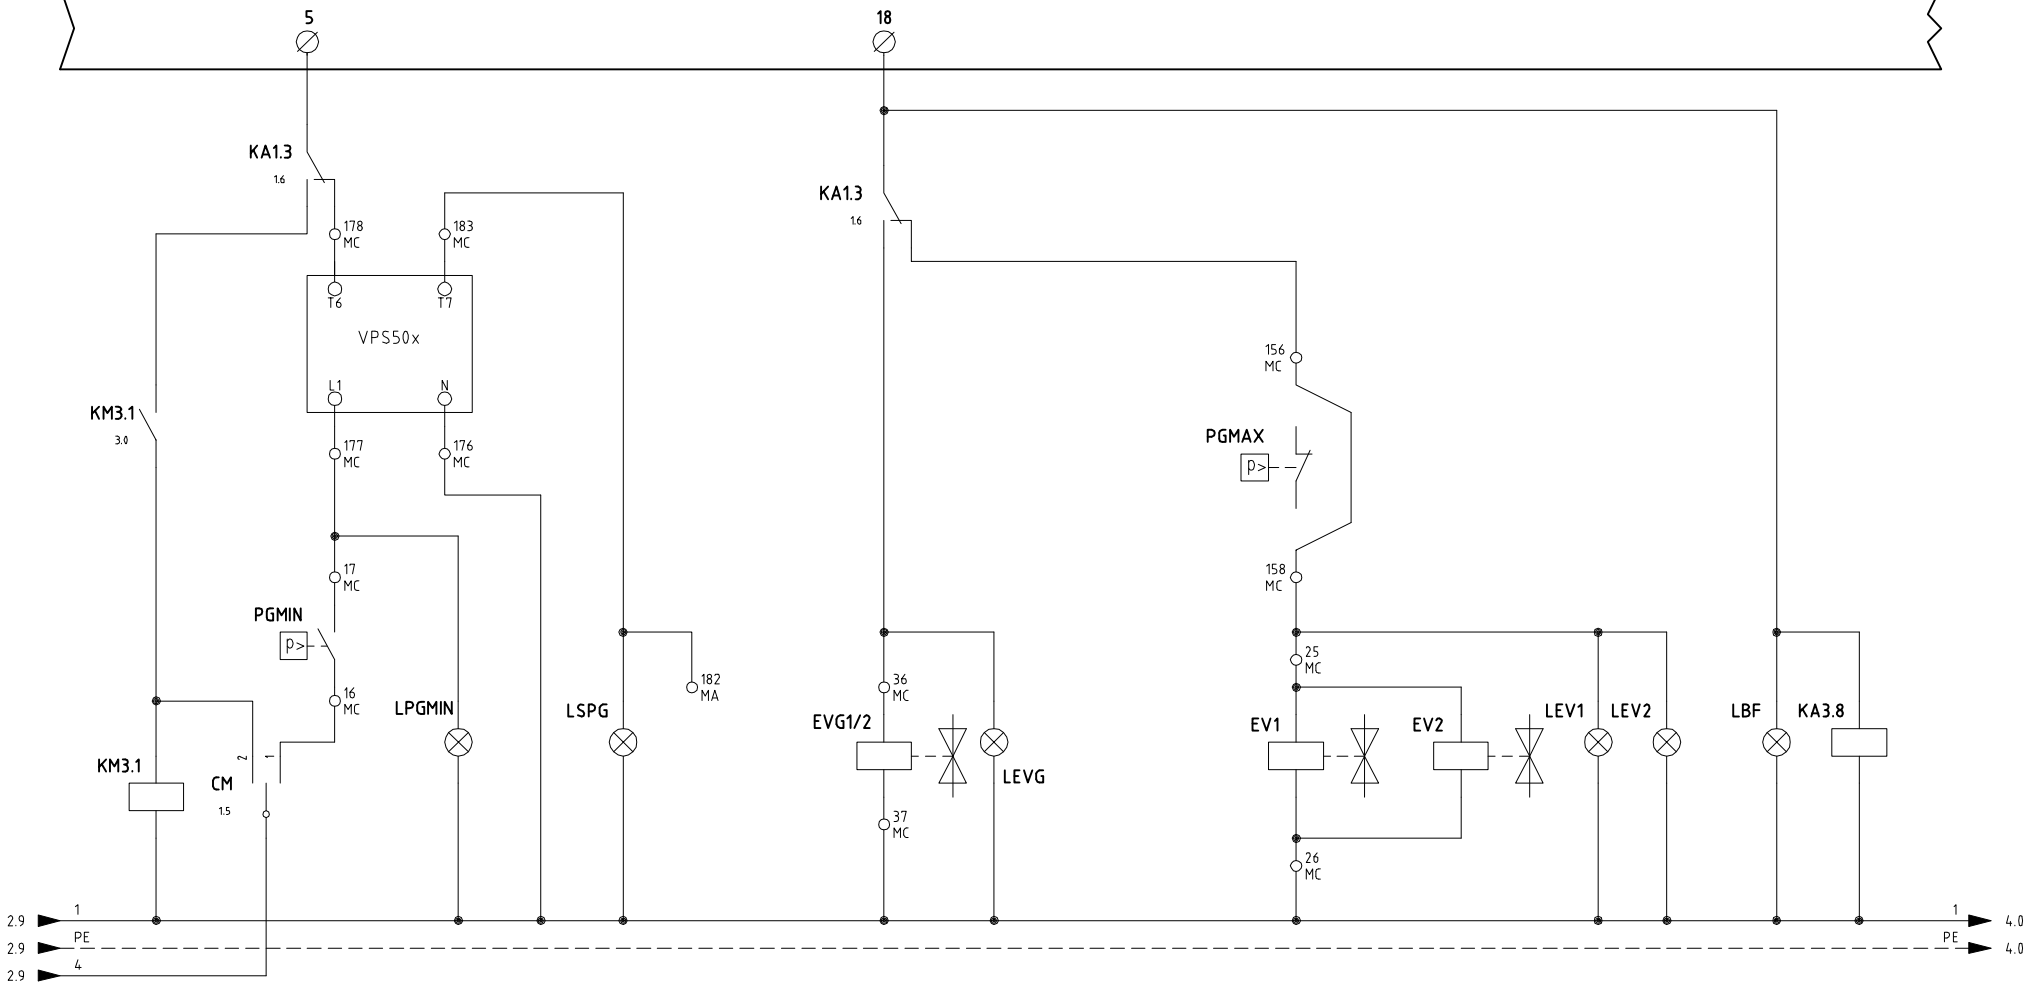 5
18
KA1.3
1.6
178
MC
183
MC
KA1.3
1.6
T6
T7
VPS50x
L1
N
156
MC
KM3.1
3.0
177
MC
176
MC
PGMAX
p>
17
MC
158
MC
PGMIN
p>
25
MC
16
MC
182
MA
36
MC
LPGMIN
LSPG
EVG1/2
EV1
EV2
LEV1
LEV2
LBF
KA3.8
2
1
KM3.1
CM
1.5
LEVG
37
MC
26
MC
2.9
1
1
4.0
2.9
PE
PE
4.0
2.9
4